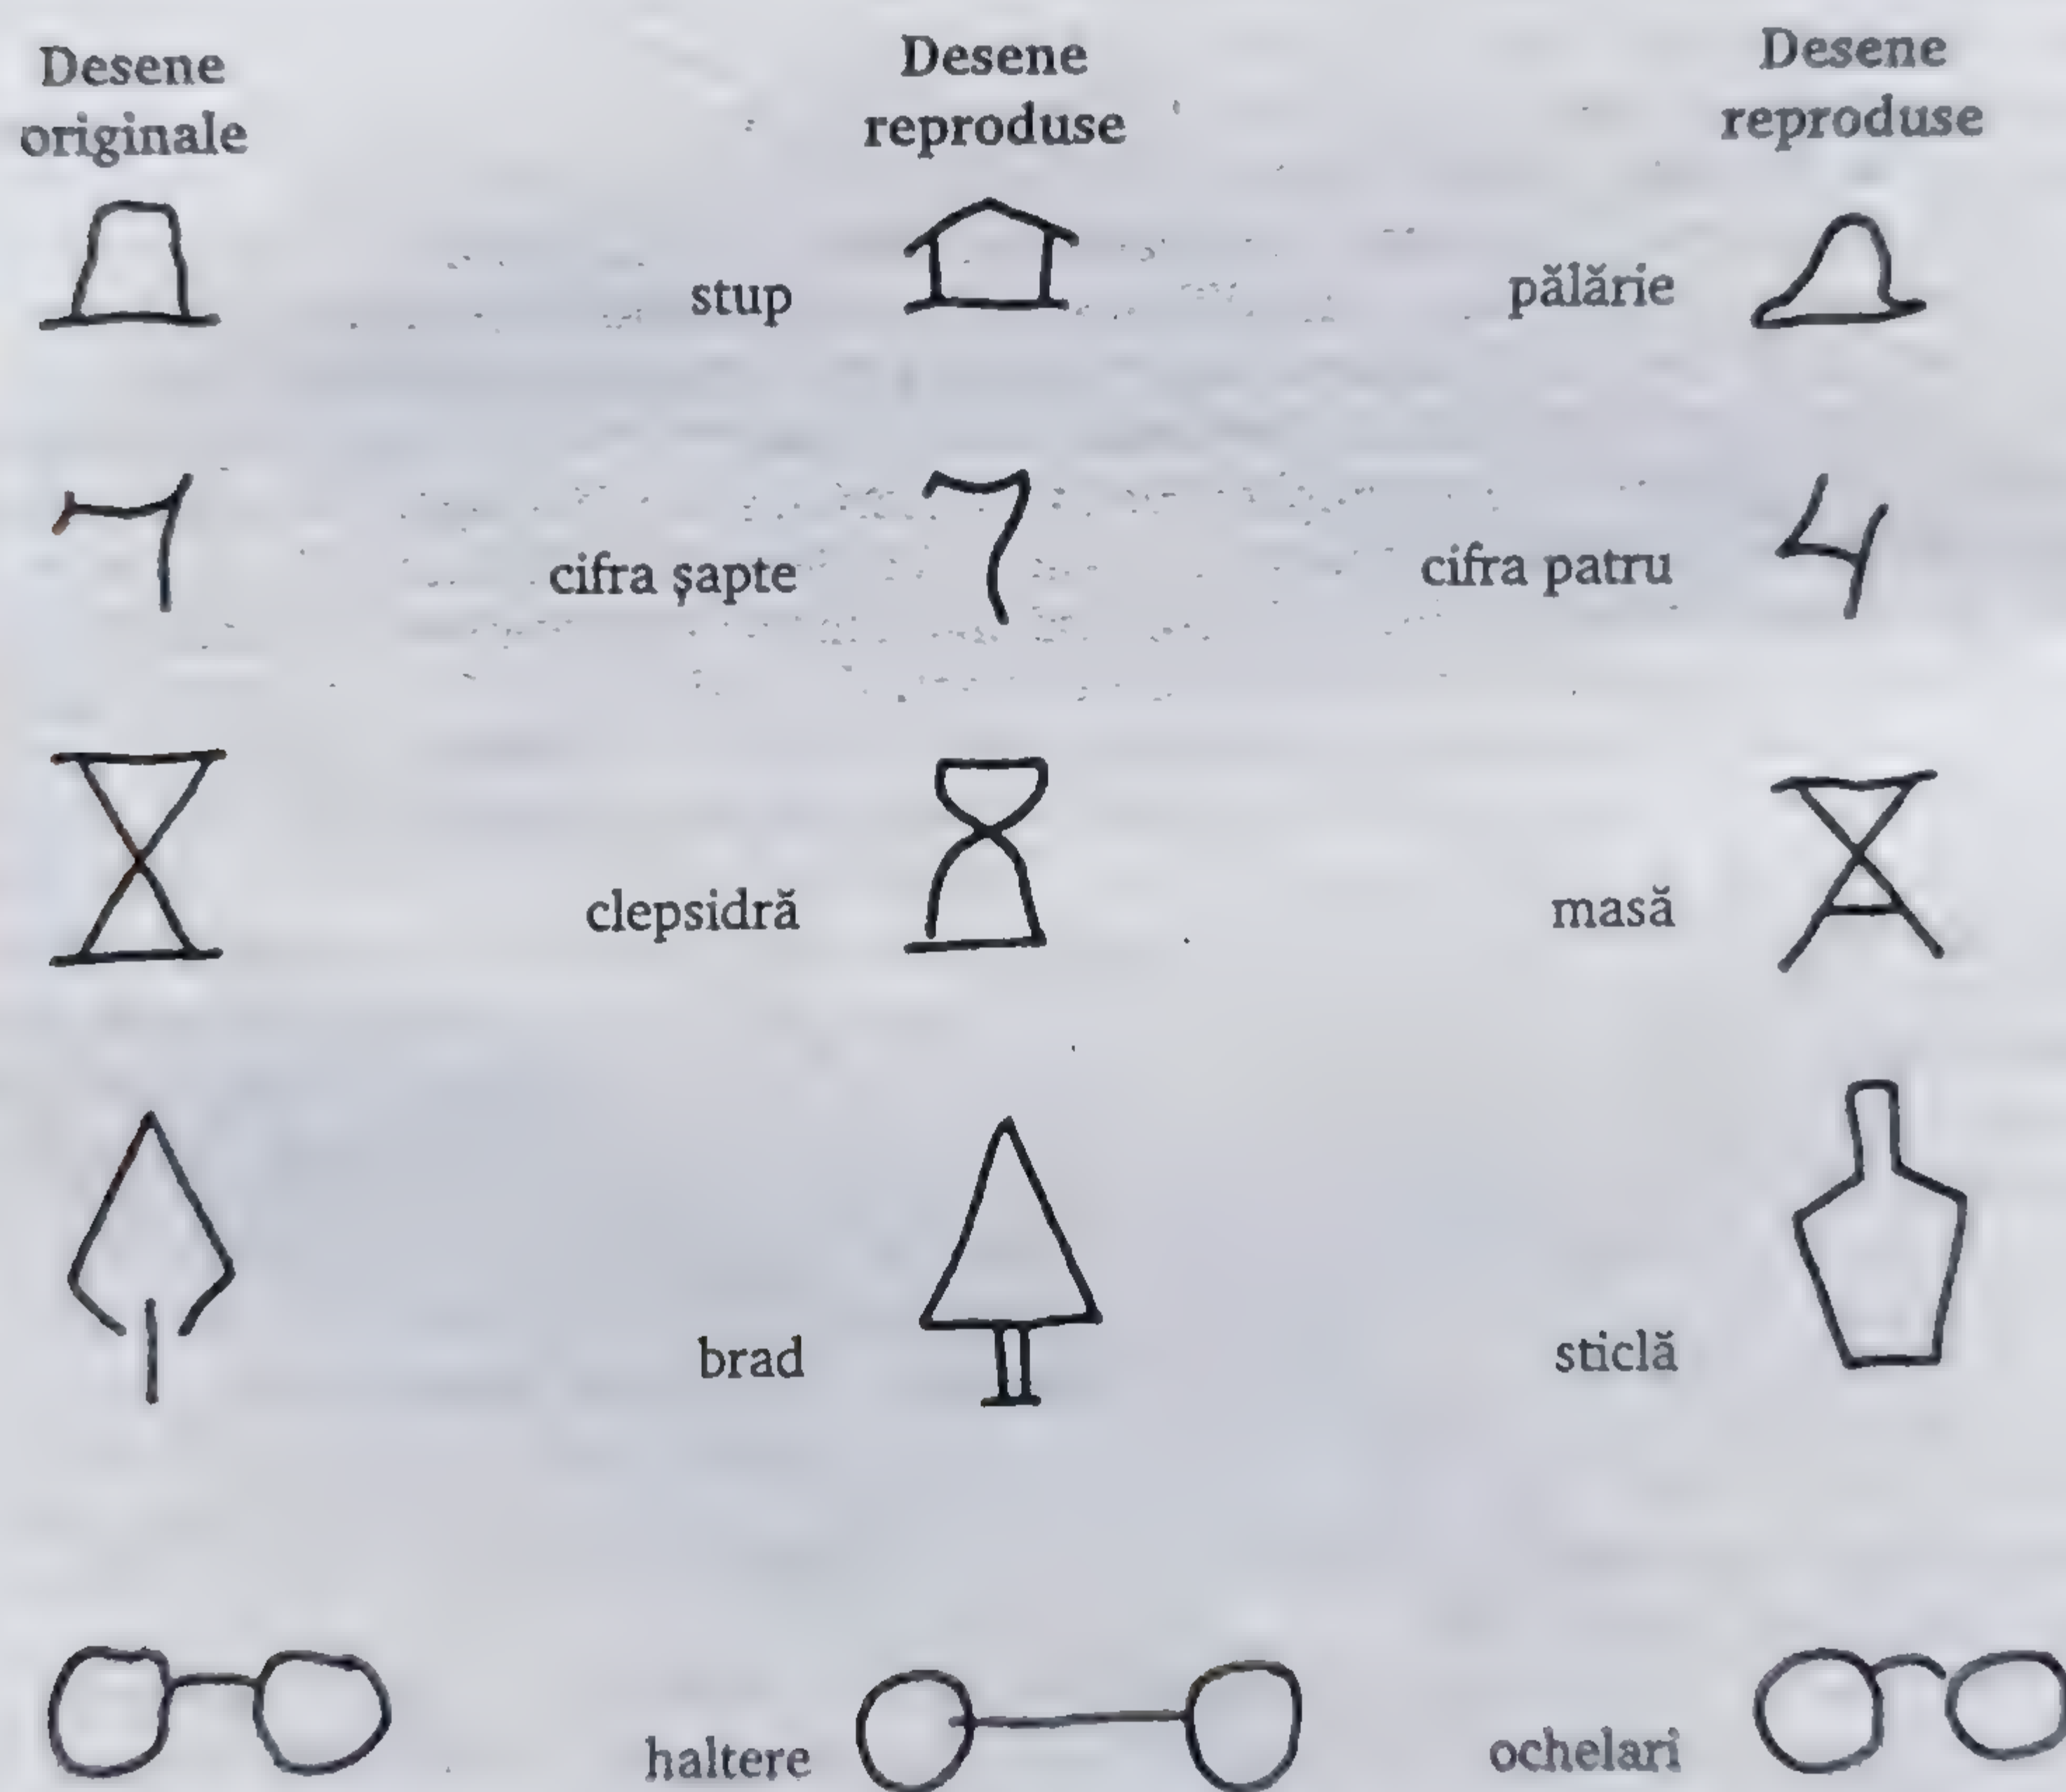 Desene
originale
Desene
reproduse
Desene
reproduse
stup
pălărie
cifra șapte
cifra patru
clepsidră
masă
brad
sticlă
haltere
ochelari